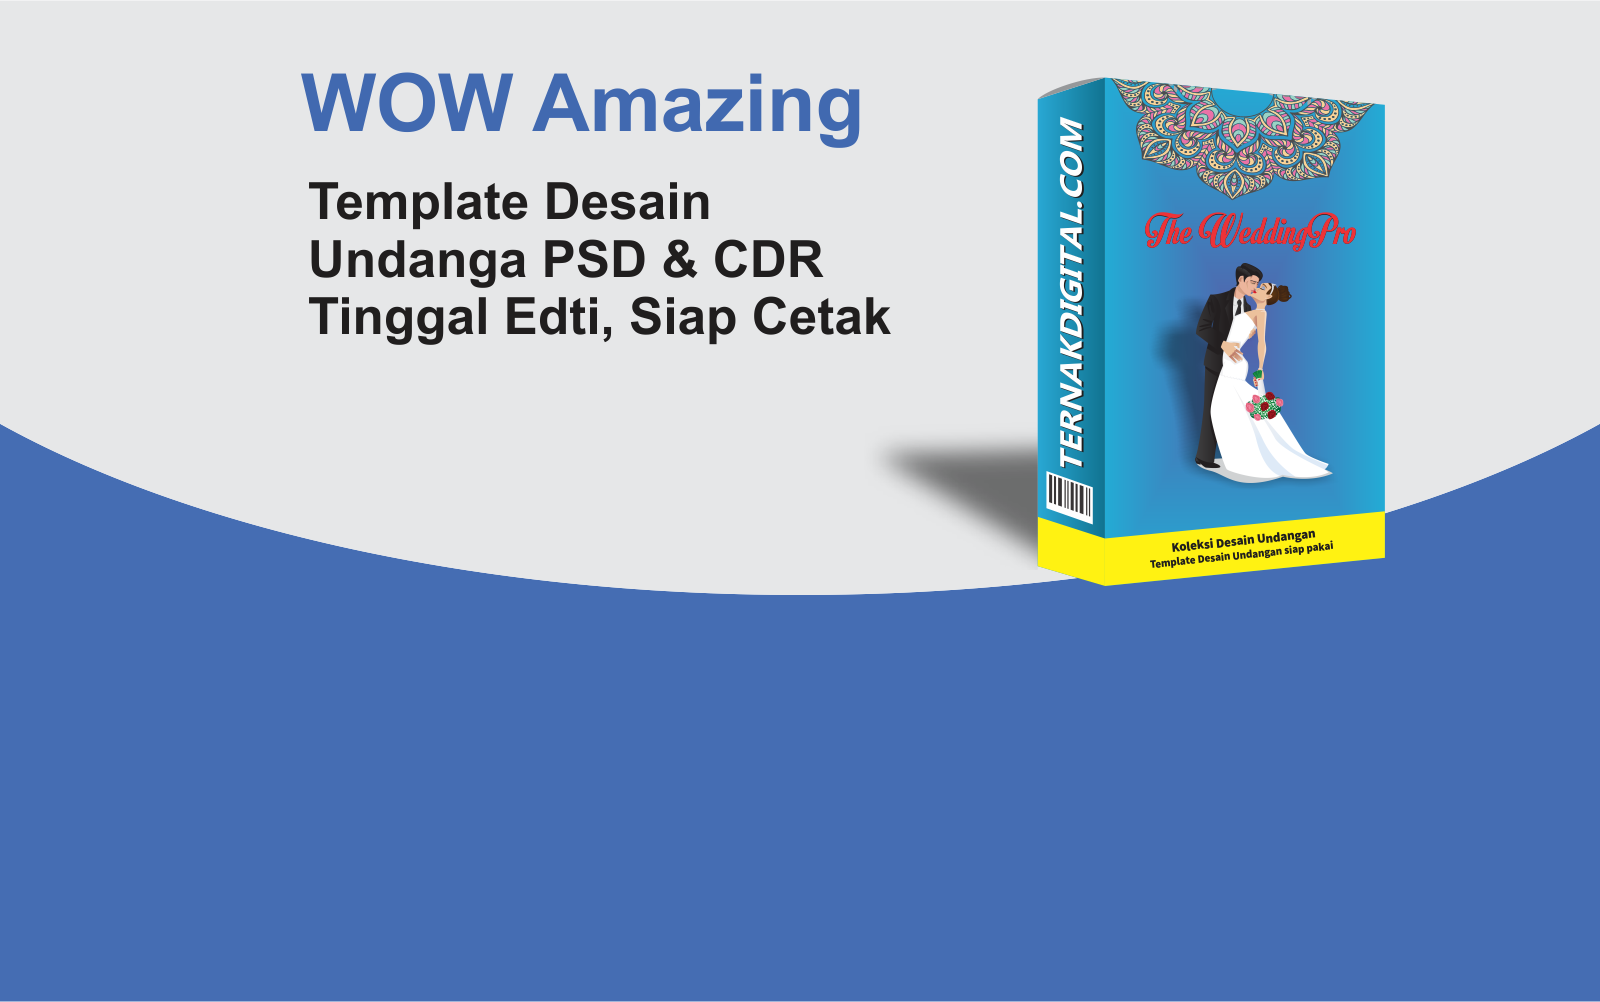 WOW Amazing
Template Desain
Undanga PSD & CDR
Tinggal Edti, Siap Cetak
TERNAKDIGITAL.COM
The WeddingPro
Koleksi Desain Undangan
Template Desain Undangan siap pakai